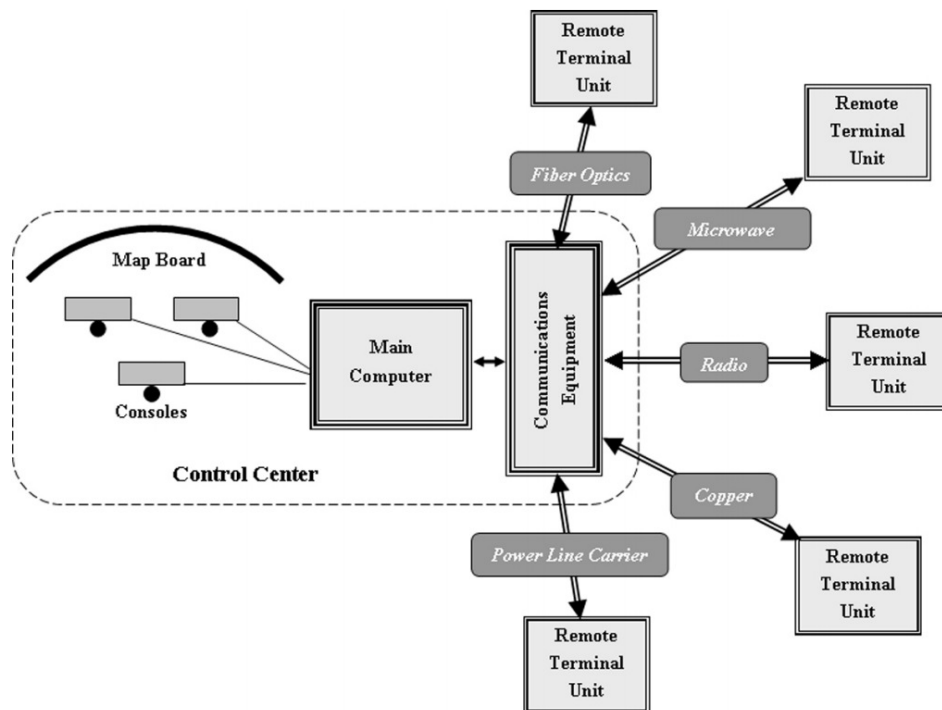 Remote
Terminal
Unit
Remote
Terminal
Unit
Fiber Optics
Microwave
Map Board
Main
Computer
Communications
Equipment
Radio
Remote
Terminal
Unit
Consoles
Control Center
Copper
Power Line Carrier
Remote
Terminal
Unit
Remote
Terminal
Unit